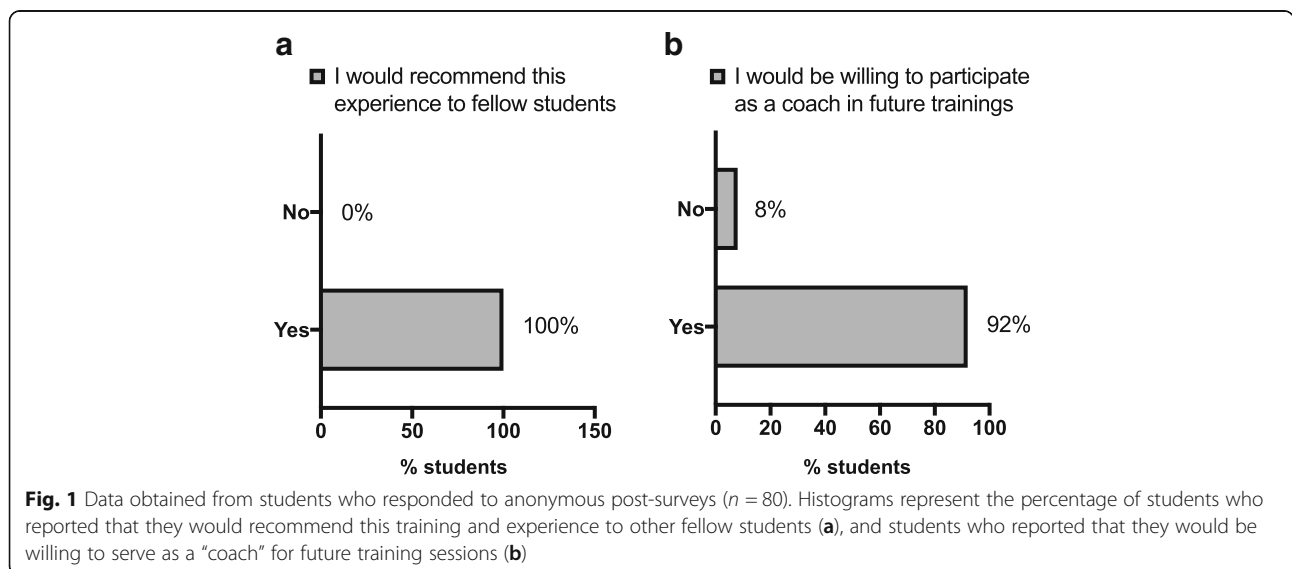 a
I would recommend this
experience to fellow students
No
0%
Yes
100%
0 50 100 150
% students
b
I would be willing to participate
as a coach in future trainings
No
8%
Yes
92%
0 20 40 60 80 100
% students
Fig. 1 Data obtained from students who responded to anonymous post-surveys (n = 80). Histograms represent the percentage of students who
reported that they would recommend this training and experience to other fellow students (a), and students who reported that they would be
willing to serve as a “coach” for future training sessions (b)